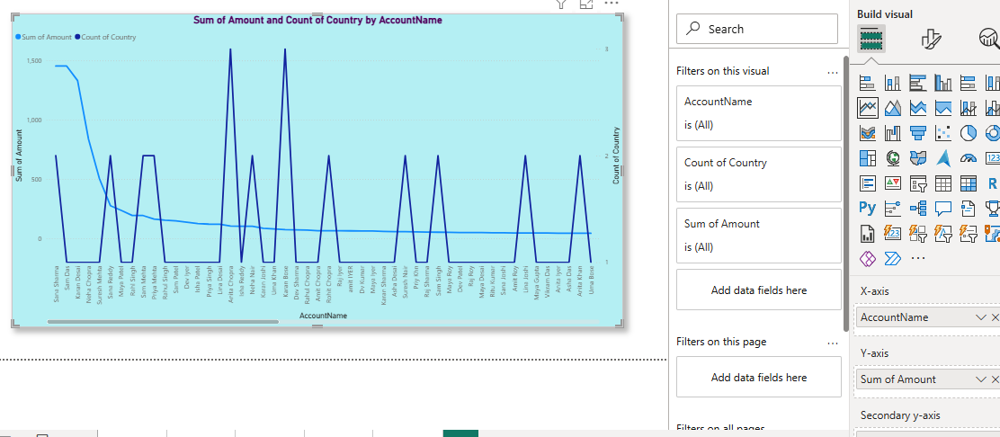 Sum of Amount and Count of Country by AccountName
Sum of Amount Count of Country
1,500
1,000
500
0
3
2
1
Sum of Amount
Count of Country
Sana Sharma
Sam Das
Karan Desai
Neha Chopra
Suresh Mehta
Sana Reddy
Maya Patel
Rahi Singh
Sam Mehta
Priya Mehta
Rahul Singh
Sam Patel
Dev Iyer
Isha Patel
Priya Singh
Lina Desai
Anita Chopra
Isha Reddy
Neha Nair
Karan Joshi
Uma Khan
Karan Bose
Dev Sharma
Rahul Chopra
Amit Chopra
Rohit Chopra
Raj Iyer
amit IYER
Dv Kumar
Maya Mehta
Karan Sharma
Asha Desai
Suresh Nair
Priy Khn
Raj Sharma
Sam Singh
Maya Roy
Dev Patel
Raj Roy
Maya Desai
Ritu Kumar
Sana Joshi
Amit Roy
Lina Joshi
Maya Gupta
Vikram Das
Anita Iyer
Asha Das
Anita Khan
Uma Bose
AccountName
Search
Filters on this visual ...
AccountName
is (All)
Count of Country
is (All)
Sum of Amount
is (All)
Add data fields here
Filters on this page ...
Add data fields here
Filters on all pages
Build visual
123
R
Py
123
...
X-axis
AccountName
Y-axis
Sum of Amount
Secondary y-axis